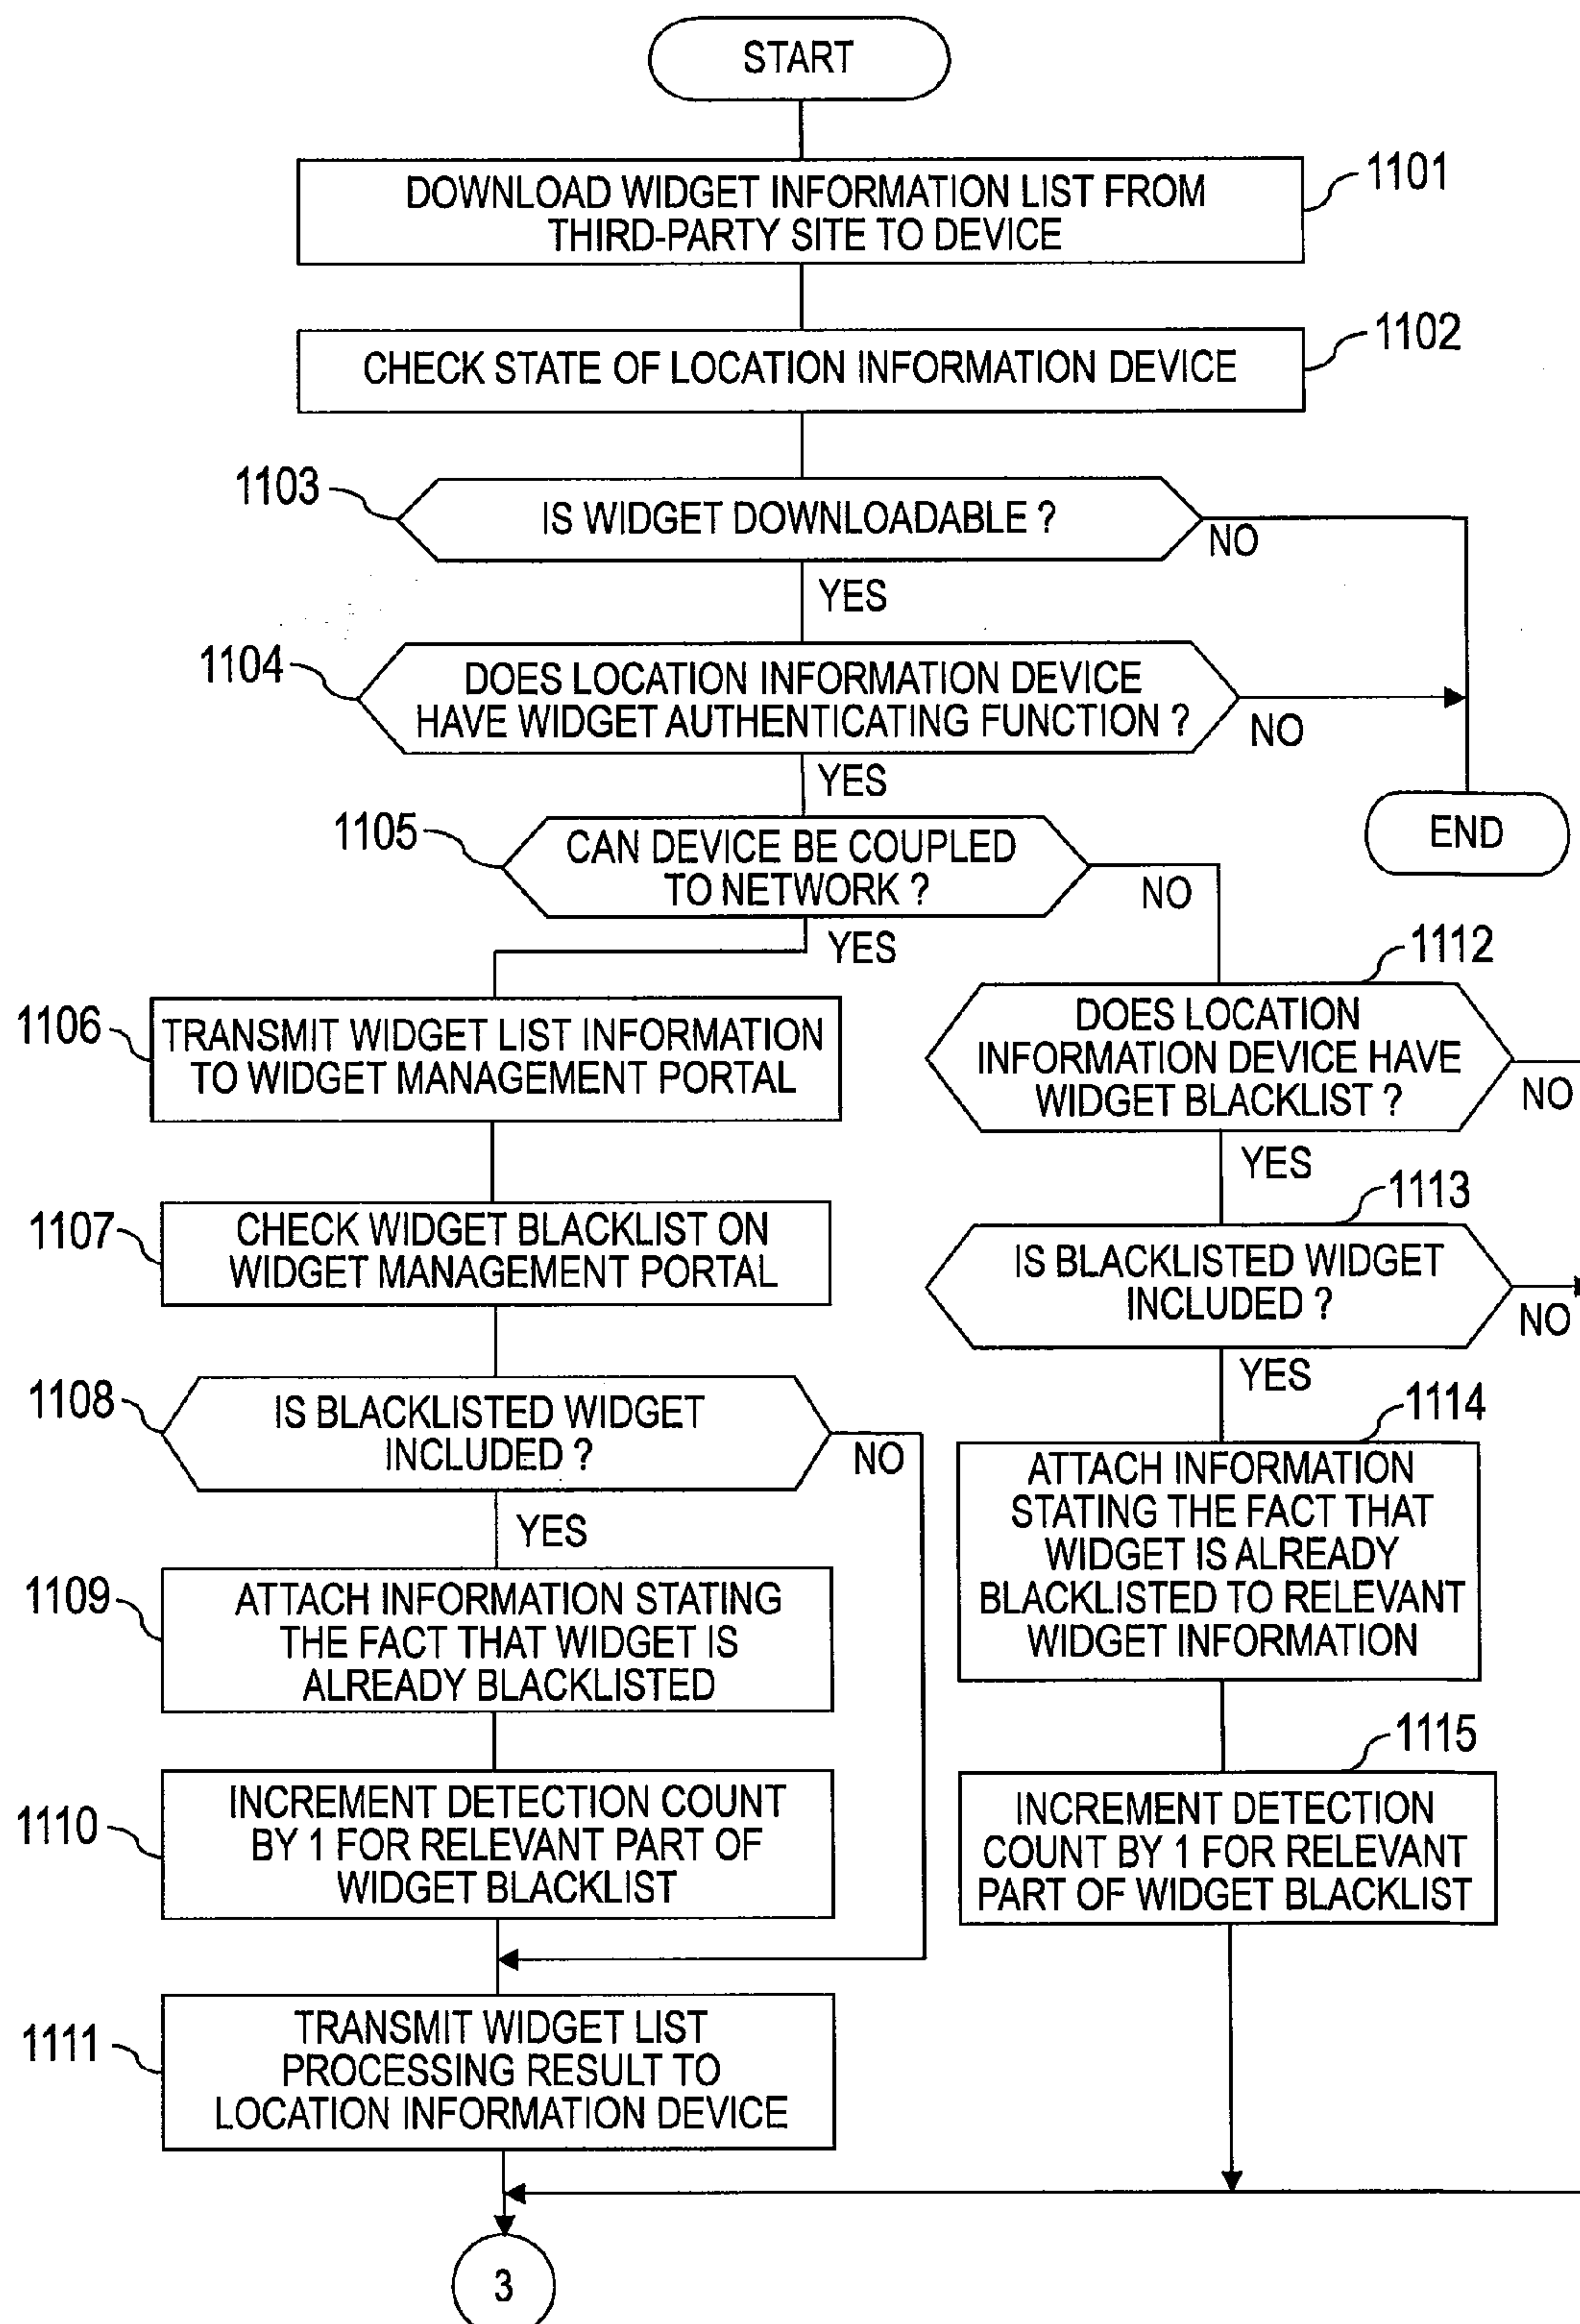 START
1101
DOWNLOAD WIDGET INFORMATION LIST FROM
THIRD-PARTY SITE TO DEVICE
1102
CHECK STATE OF LOCATION INFORMATION DEVICE
1103
IS WIDGET DOWNLOADABLE ?
NO
YES
1104
DOES LOCATION INFORMATION DEVICE
HAVE WIDGET AUTHENTICATING FUNCTION ?
NO
YES
END
1105
CAN DEVICE BE COUPLED
TO NETWORK ?
NO
YES
1106
TRANSMIT WIDGET LIST INFORMATION
TO WIDGET MANAGEMENT PORTAL
1107
CHECK WIDGET BLACKLIST ON
WIDGET MANAGEMENT PORTAL
1108
IS BLACKLISTED WIDGET
INCLUDED ?
NO
YES
1109
ATTACH INFORMATION STATING
THE FACT THAT WIDGET IS
ALREADY BLACKLISTED
1110
INCREMENT DETECTION COUNT
BY 1 FOR RELEVANT PART OF
WIDGET BLACKLIST
1111
TRANSMIT WIDGET LIST
PROCESSING RESULT TO
LOCATION INFORMATION DEVICE
1112
DOES LOCATION
INFORMATION DEVICE HAVE
WIDGET BLACKLIST ?
NO
YES
1113
IS BLACKLISTED WIDGET
INCLUDED ?
NO
YES
1114
ATTACH INFORMATION
STATING THE FACT THAT
WIDGET IS ALREADY
BLACKLISTED TO RELEVANT
WIDGET INFORMATION
1115
INCREMENT DETECTION
COUNT BY 1 FOR RELEVANT
PART OF WIDGET BLACKLIST
3